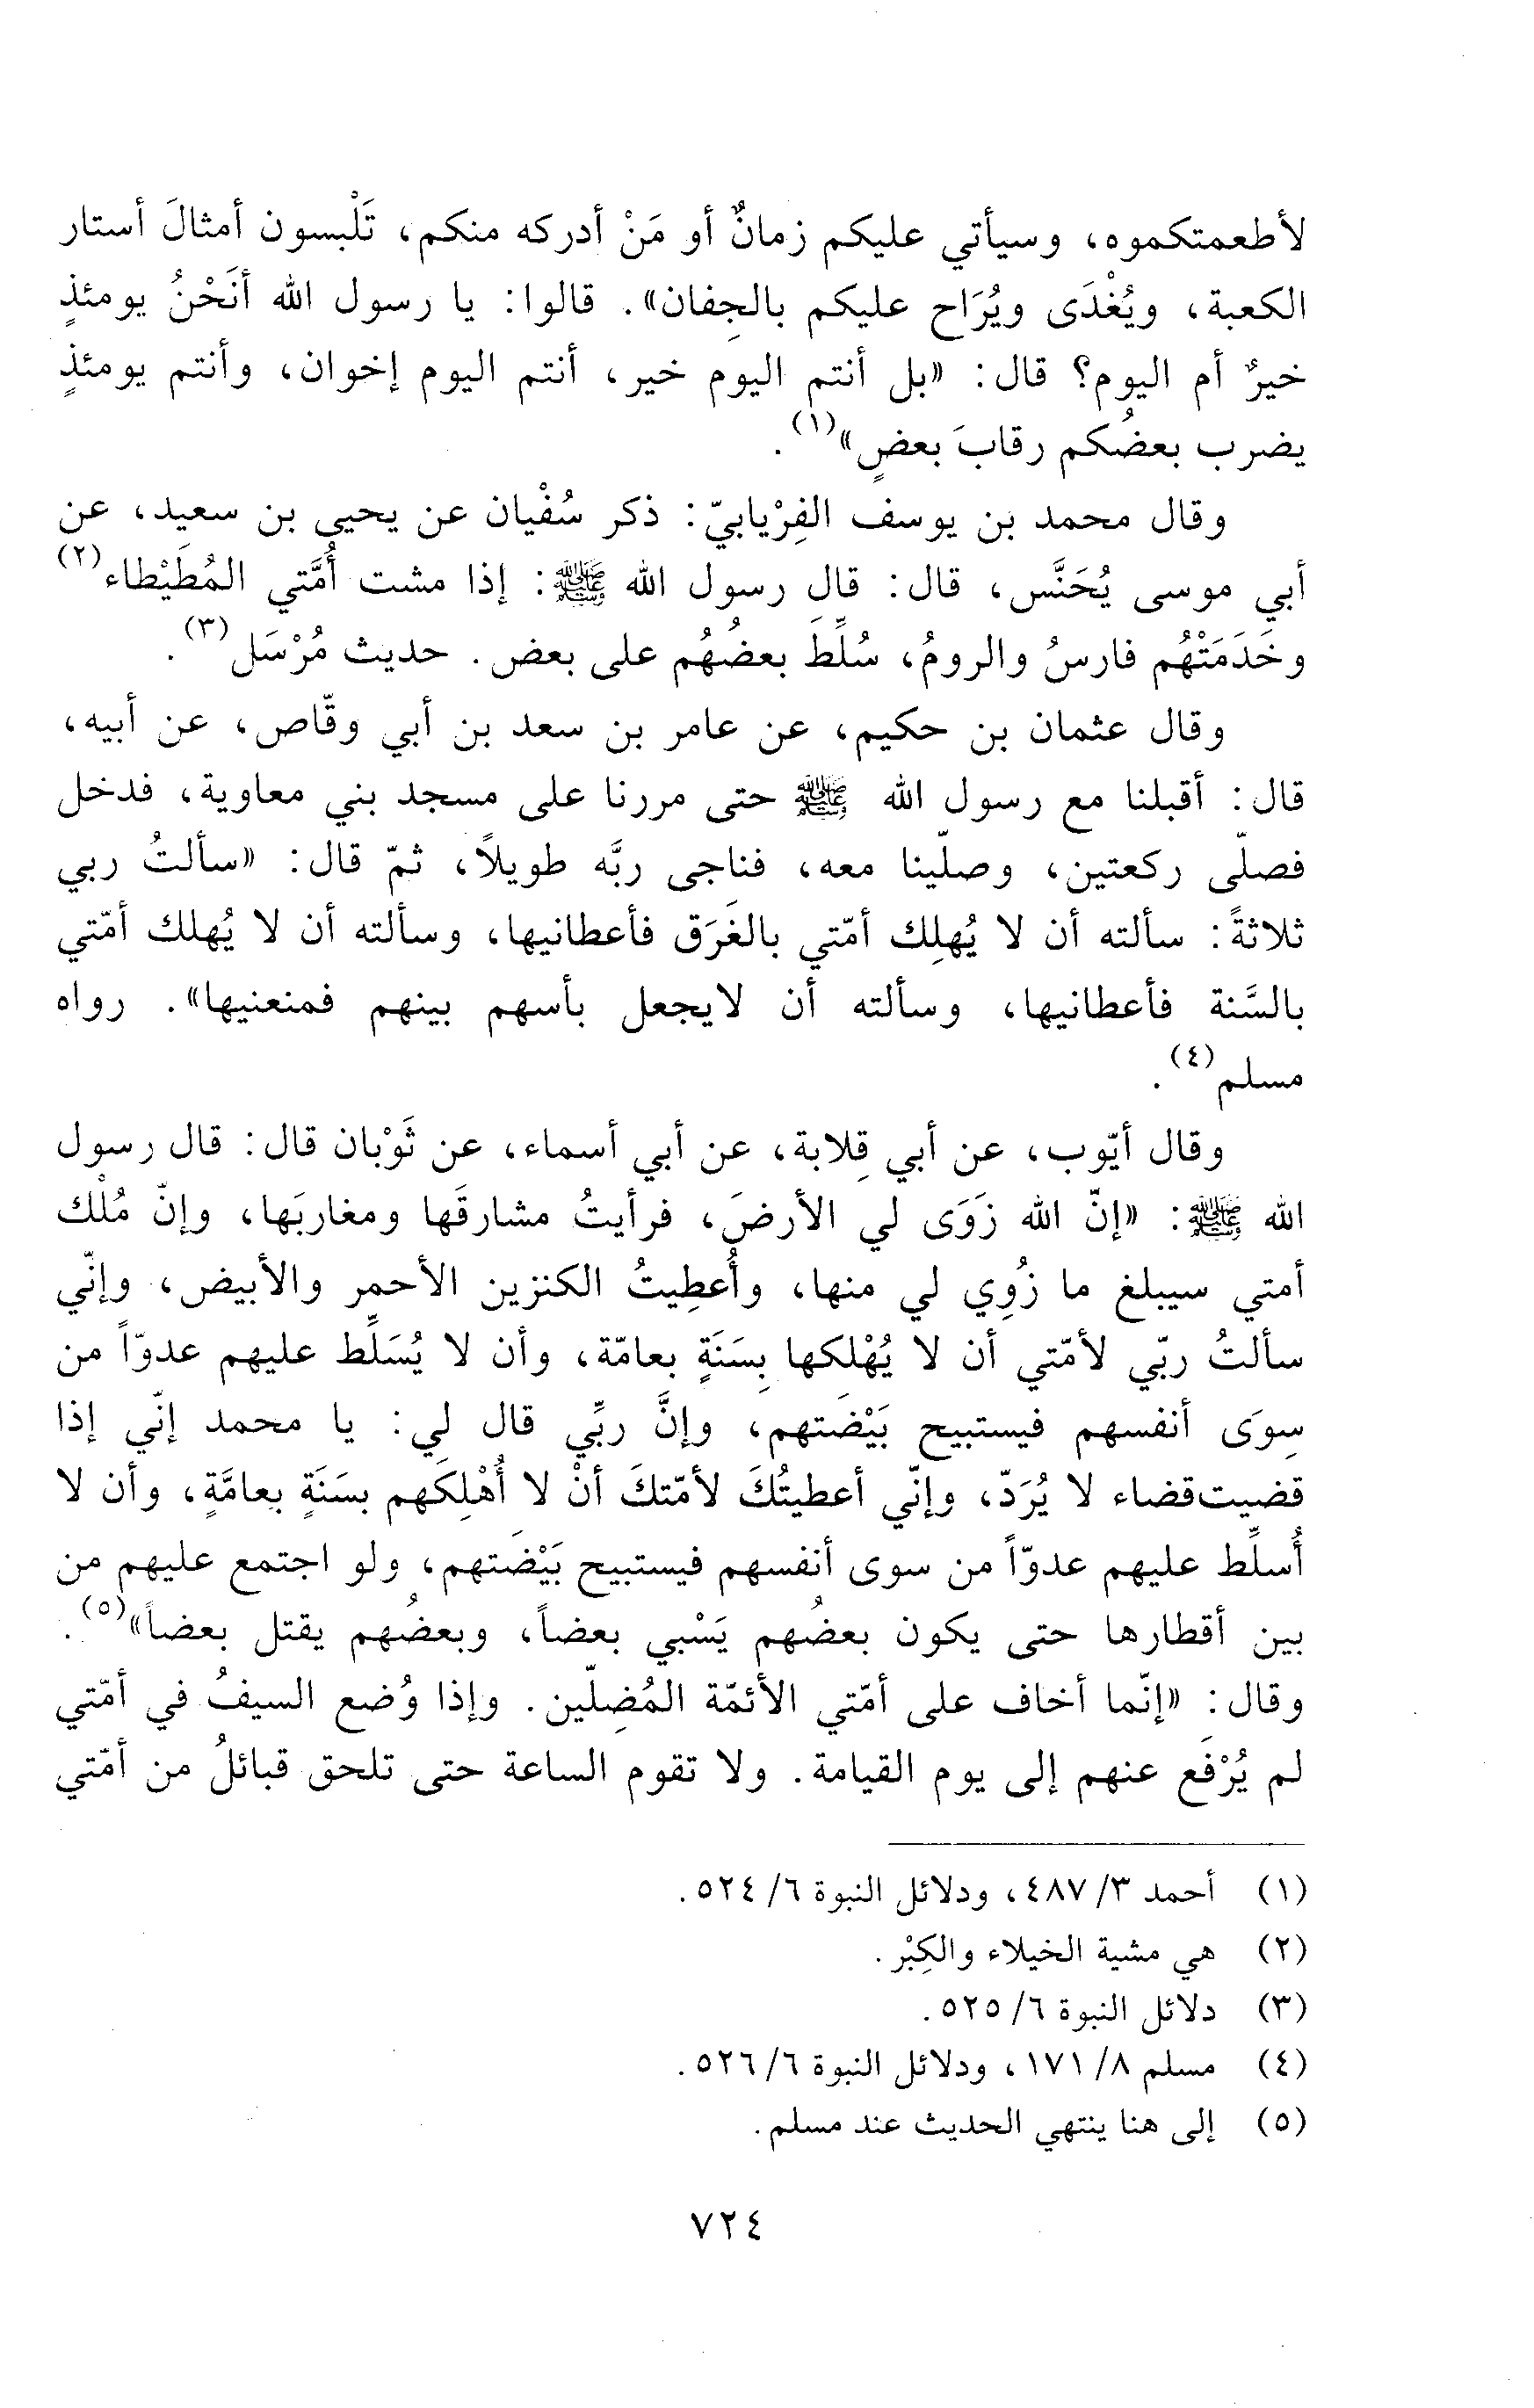 لأطعمتكموه، وسيأتي عليكم زمانٌ أو مَنْ أدركه منكم، تَلْبسون أمثالَ أستار
الكعبة، ويُغْدَى ويُرَاح عليكم بالجِفان». قالوا: يا رسول الله أنَحْنُ يومئذٍ
خيرٌ أم اليوم؟ قال: «بل أنتم اليوم خير، أنتم اليوم إخوان، وأنتم يومئذٍ
يضرب بعضُكم رقابَ بعضٍ»(١).
وقال محمد بن يوسف الفِرْيابيّ: ذكر سُفْيان عن يحيى بن سعيد، عن
أبي موسى يُحَنَّس، قال: قال رسول الله ﷺ: إذا مشت أُمَّتي المُطَيْطاء(٢)
وخَدَمَتْهُم فارسُ والرومُ، سُلِّطَ بعضُهُم على بعض. حديث مُرْسَل(٣).
وقال عثمان بن حكيم، عن عامر بن سعد بن أبي وقّاص، عن أبيه،
قال: أقبلنا مع رسول الله ﷺ حتى مررنا على مسجد بني معاوية، فدخل
فصلّى ركعتين، وصلّينا معه، فناجى ربَّه طويلاً، ثمّ قال: «سألتُ ربي
ثلاثةً: سألته أن لا يُهلِك أمّتي بالغَرَق فأعطانيها، وسألته أن لا يُهلك أمّتي
بالسَّنة فأعطانيها، وسألته أن لايجعل بأسهم بينهم فمنعنيها». رواه
مسلم(٤).
وقال أيّوب، عن أبي قِلابة، عن أبي أسماء، عن ثَوْبان قال: قال رسول
الله ﷺ: «إنّ الله زَوَى لي الأرضَ، فرأيتُ مشارقَها ومغاربَها، وإنّ مُلْك
أمتي سيبلغ ما زُوِي لي منها، وأُعطِيتُ الكنزين الأحمر والأبيض، وإنّي
سألتُ ربّي لأمّتي أن لا يُهْلكها بِسَنَةٍ بعامّة، وأن لا يُسَلِّط عليهم عدوّاً من
سِوَى أنفسهم فيستبيح بَيْضَتهم، وإنَّ ربِّي قال لي: يا محمد إنّي إذا
قضيت قضاء لا يُرَدّ، وإنّي أعطيتُكَ لأمّتكَ أنْ لا أُهْلِكَهم بسَنَةٍ بعامَّةٍ، وأن لا
أُسلِّط عليهم عدوّاً من سوى أنفسهم فيستبيح بَيْضَتهم، ولو اجتمع عليهم من
بين أقطارها حتى يكون بعضُهم يَسْبي بعضاً، وبعضُهم يقتل بعضاً»(٥).
وقال: «إنّما أخاف على أمّتي الأئمّة المُضِلّين. وإذا وُضع السيفُ في أمّتي
لم يُرْفَع عنهم إلى يوم القيامة. ولا تقوم الساعة حتى تلحق قبائلُ من أمّتي
(١) أحمد ٣/ ٤٨٧، ودلائل النبوة ٦/ ٥٢٤.
(٢) هي مشية الخيلاء والكِبْر.
(٣) دلائل النبوة ٦/ ٥٢٥.
(٤) مسلم ٨/ ١٧١، ودلائل النبوة ٦/ ٥٢٦.
(٥) إلى هنا ينتهي الحديث عند مسلم.
٧٢٤